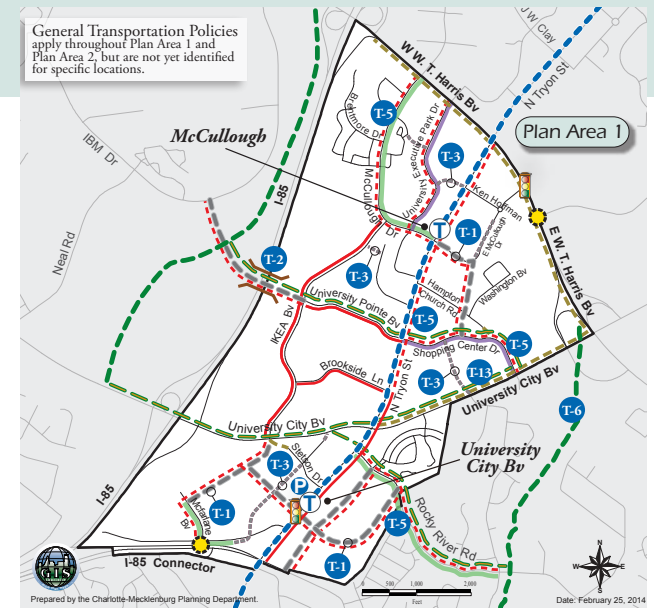 General Transportation Policies
apply throughout Plan Area 1 and
Plan Area 2, but are not yet identified
for specific locations.
J W Clay
N Tryon St
W W. T. Harris Bv
Plan Area 1
T-5
Brenmore Dr
University Executive Park Dr
T-3
McCullough
IBM Dr
I-85
McCullough Dr
Ken Hoffman
T
T-1
E McCullough Dr
E W. T. Harris Bv
Neal Rd
T-2
T-3
Hampton Church Rd
Washington Bv
University Pointe Bv
T-5
IKEA Bv
Shopping Center Dr
T-5
Brookside Ln
N Tryon St
T-3
T-13
University City Bv
T-6
University City Bv
University
City Bv
T-3
Stetson Dr
P
T
I-85
Mcfarlane Bv
T-1
T-5
Rocky River Rd
I-85 Connector
T-1
GIS
0 500 1,000 2,000
Feet
N
W E
S
Prepared by the Charlotte-Mecklenburg Planning Department.
Date: February 25, 2014